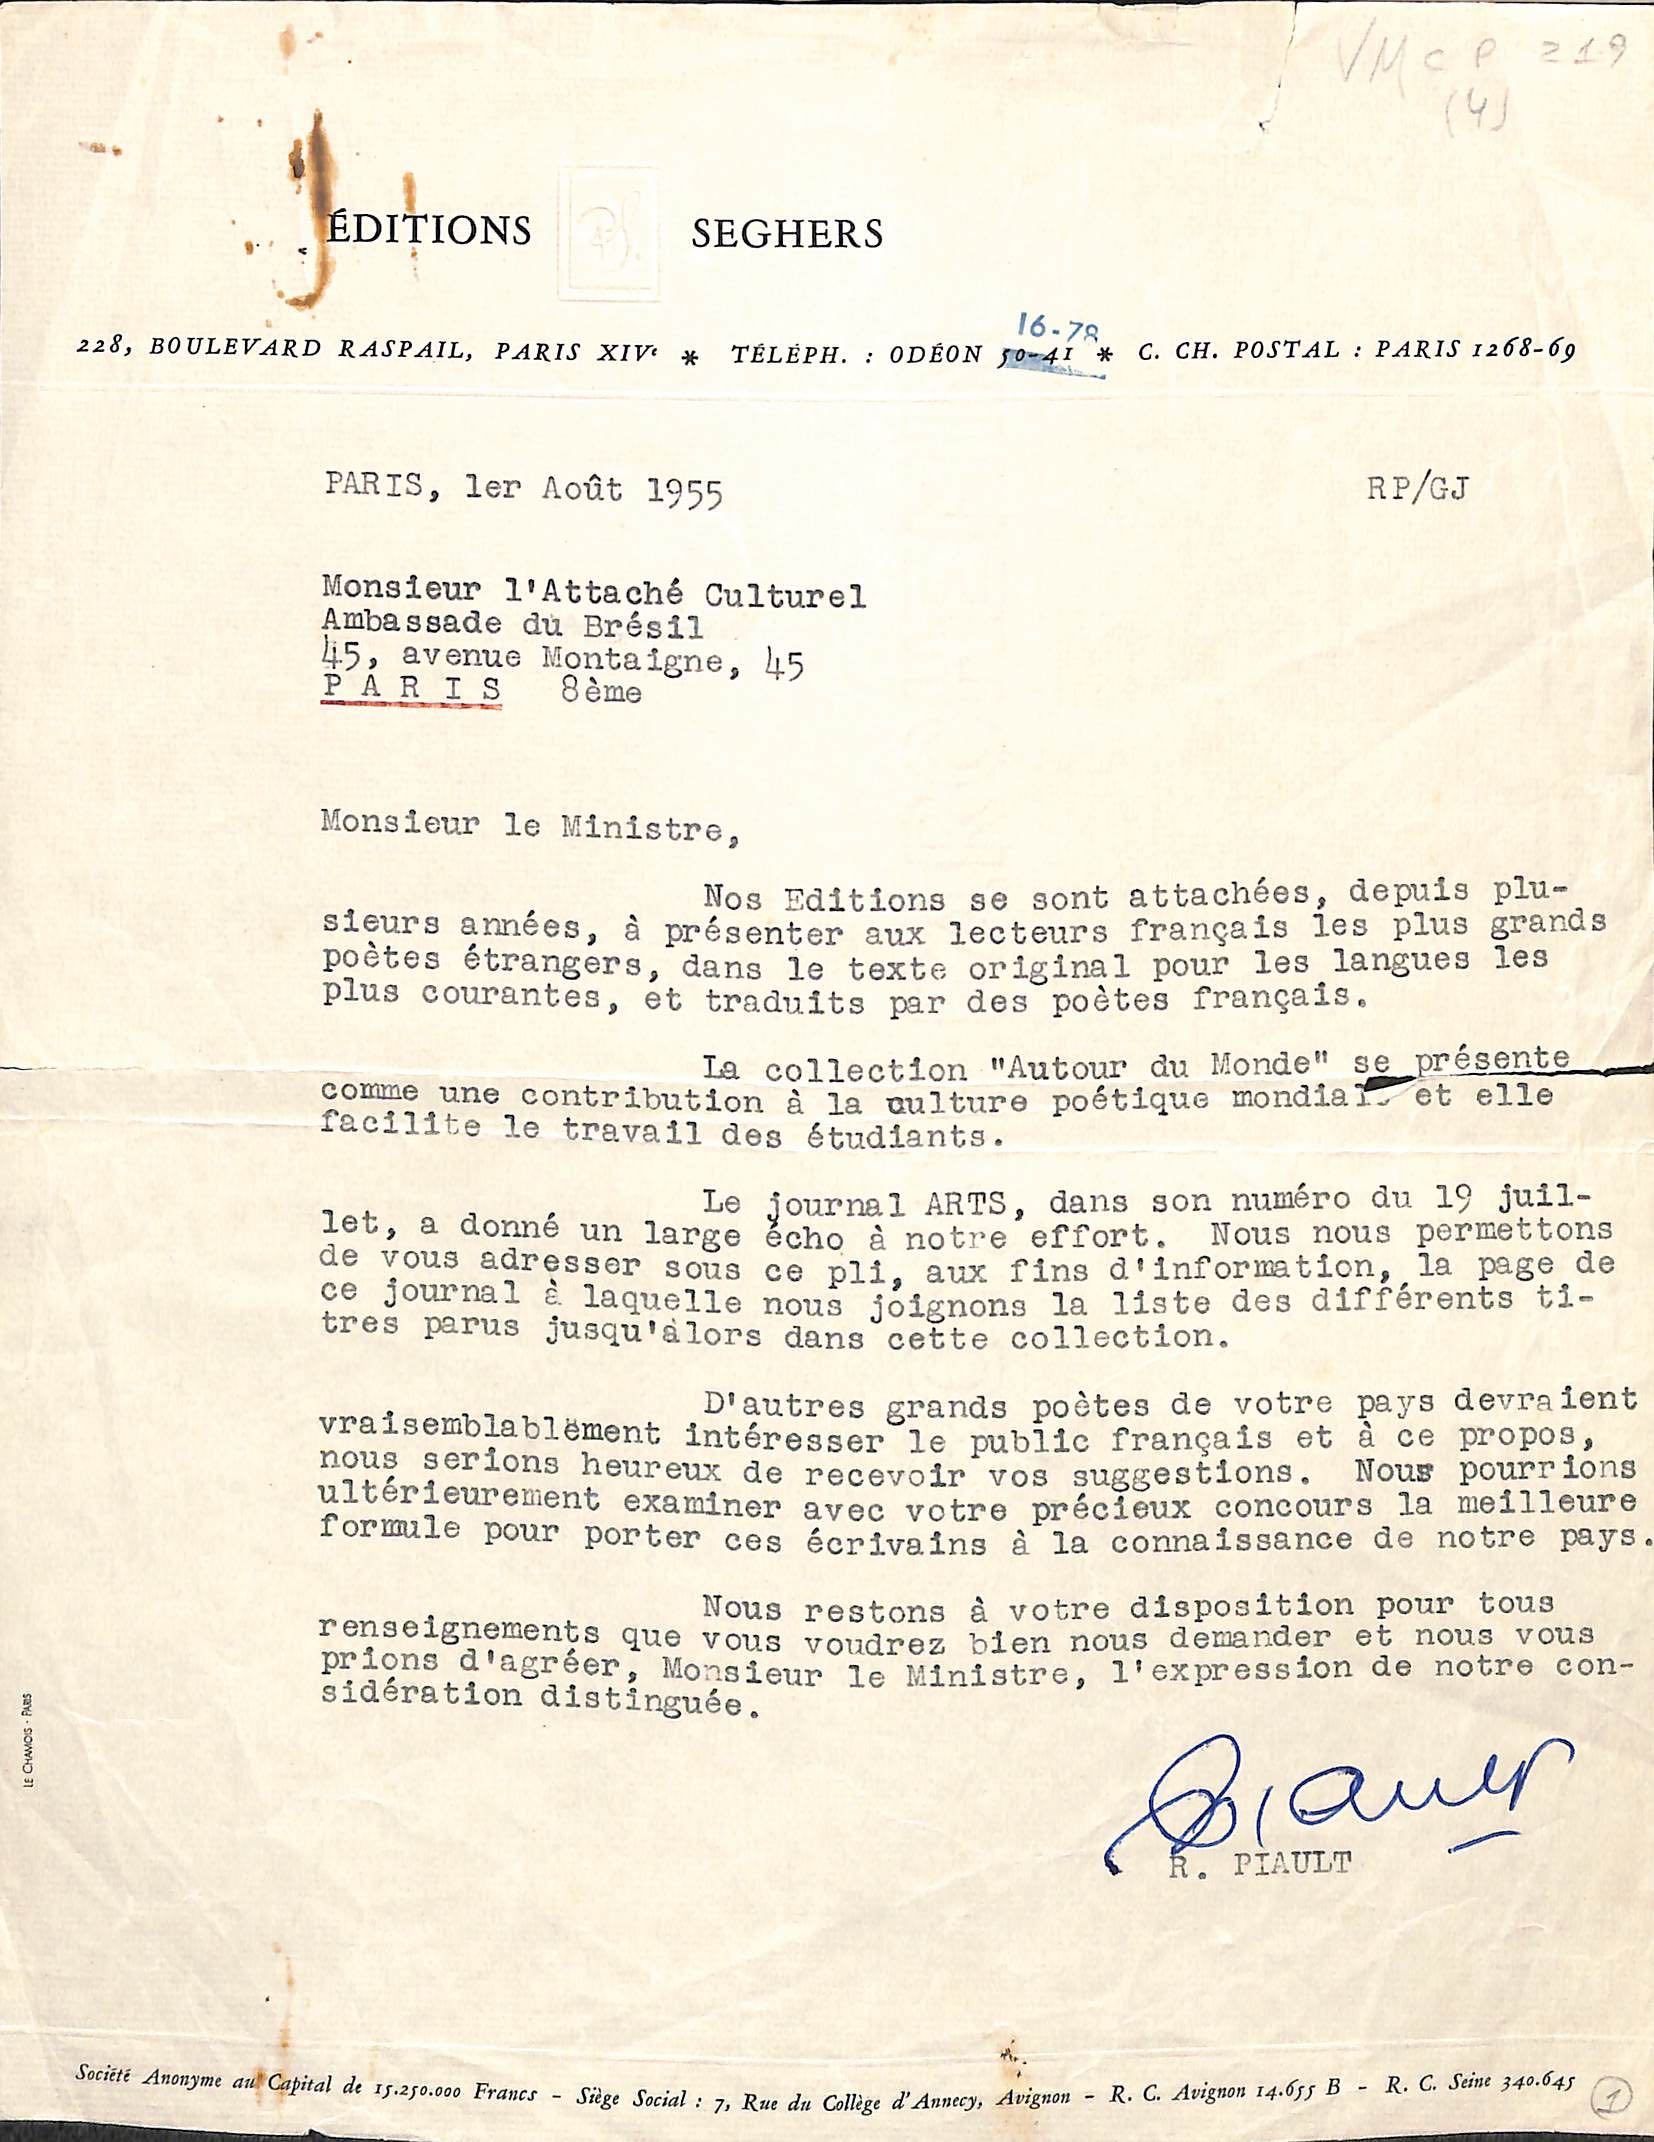 VMcP 219
(4)
ÉDITIONS PS. SEGHERS
16-78
228, BOULEVARD RASPAIL, PARIS XIVe * TÉLÉPH. : ODÉON 50-41 * C. CH. POSTAL : PARIS 1268-69
PARIS, 1er Août 1955 RP/GJ
Monsieur l'Attaché Culturel
Ambassade du Brésil
45, avenue Montaigne, 45
P A R I S 8ème
Monsieur le Ministre,
Nos Editions se sont attachées, depuis plu-
sieurs années, à présenter aux lecteurs français les plus grands
poètes étrangers, dans le texte original pour les langues les
plus courantes, et traduits par des poètes français.
La collection "Autour du Monde" se présente
comme une contribution à la culture poétique mondiale et elle
facilite le travail des étudiants.
Le journal ARTS, dans son numéro du 19 juil-
let, a donné un large écho à notre effort. Nous nous permettons
de vous adresser sous ce pli, aux fins d'information, la page de
ce journal à laquelle nous joignons la liste des différents ti-
tres parus jusqu'àlors dans cette collection.
D'autres grands poètes de votre pays devraient
vraisemblablement intéresser le public français et à ce propos,
nous serions heureux de recevoir vos suggestions. Nous pourrions
ultérieurement examiner avec votre précieux concours la meilleure
formule pour porter ces écrivains à la connaissance de notre pays.
Nous restons à votre disposition pour tous
renseignements que vous voudrez bien nous demander et nous vous
prions d'agréer, Monsieur le Ministre, l'expression de notre con-
sidération distinguée.
Piault
R. PIAULT
LE CHAMOIS - PARIS
Société Anonyme au Capital de 15.250.000 Francs - Siège Social : 7, Rue du Collège d'Annecy, Avignon - R. C. Avignon 14.655 B - R. C. Seine 340.645
1